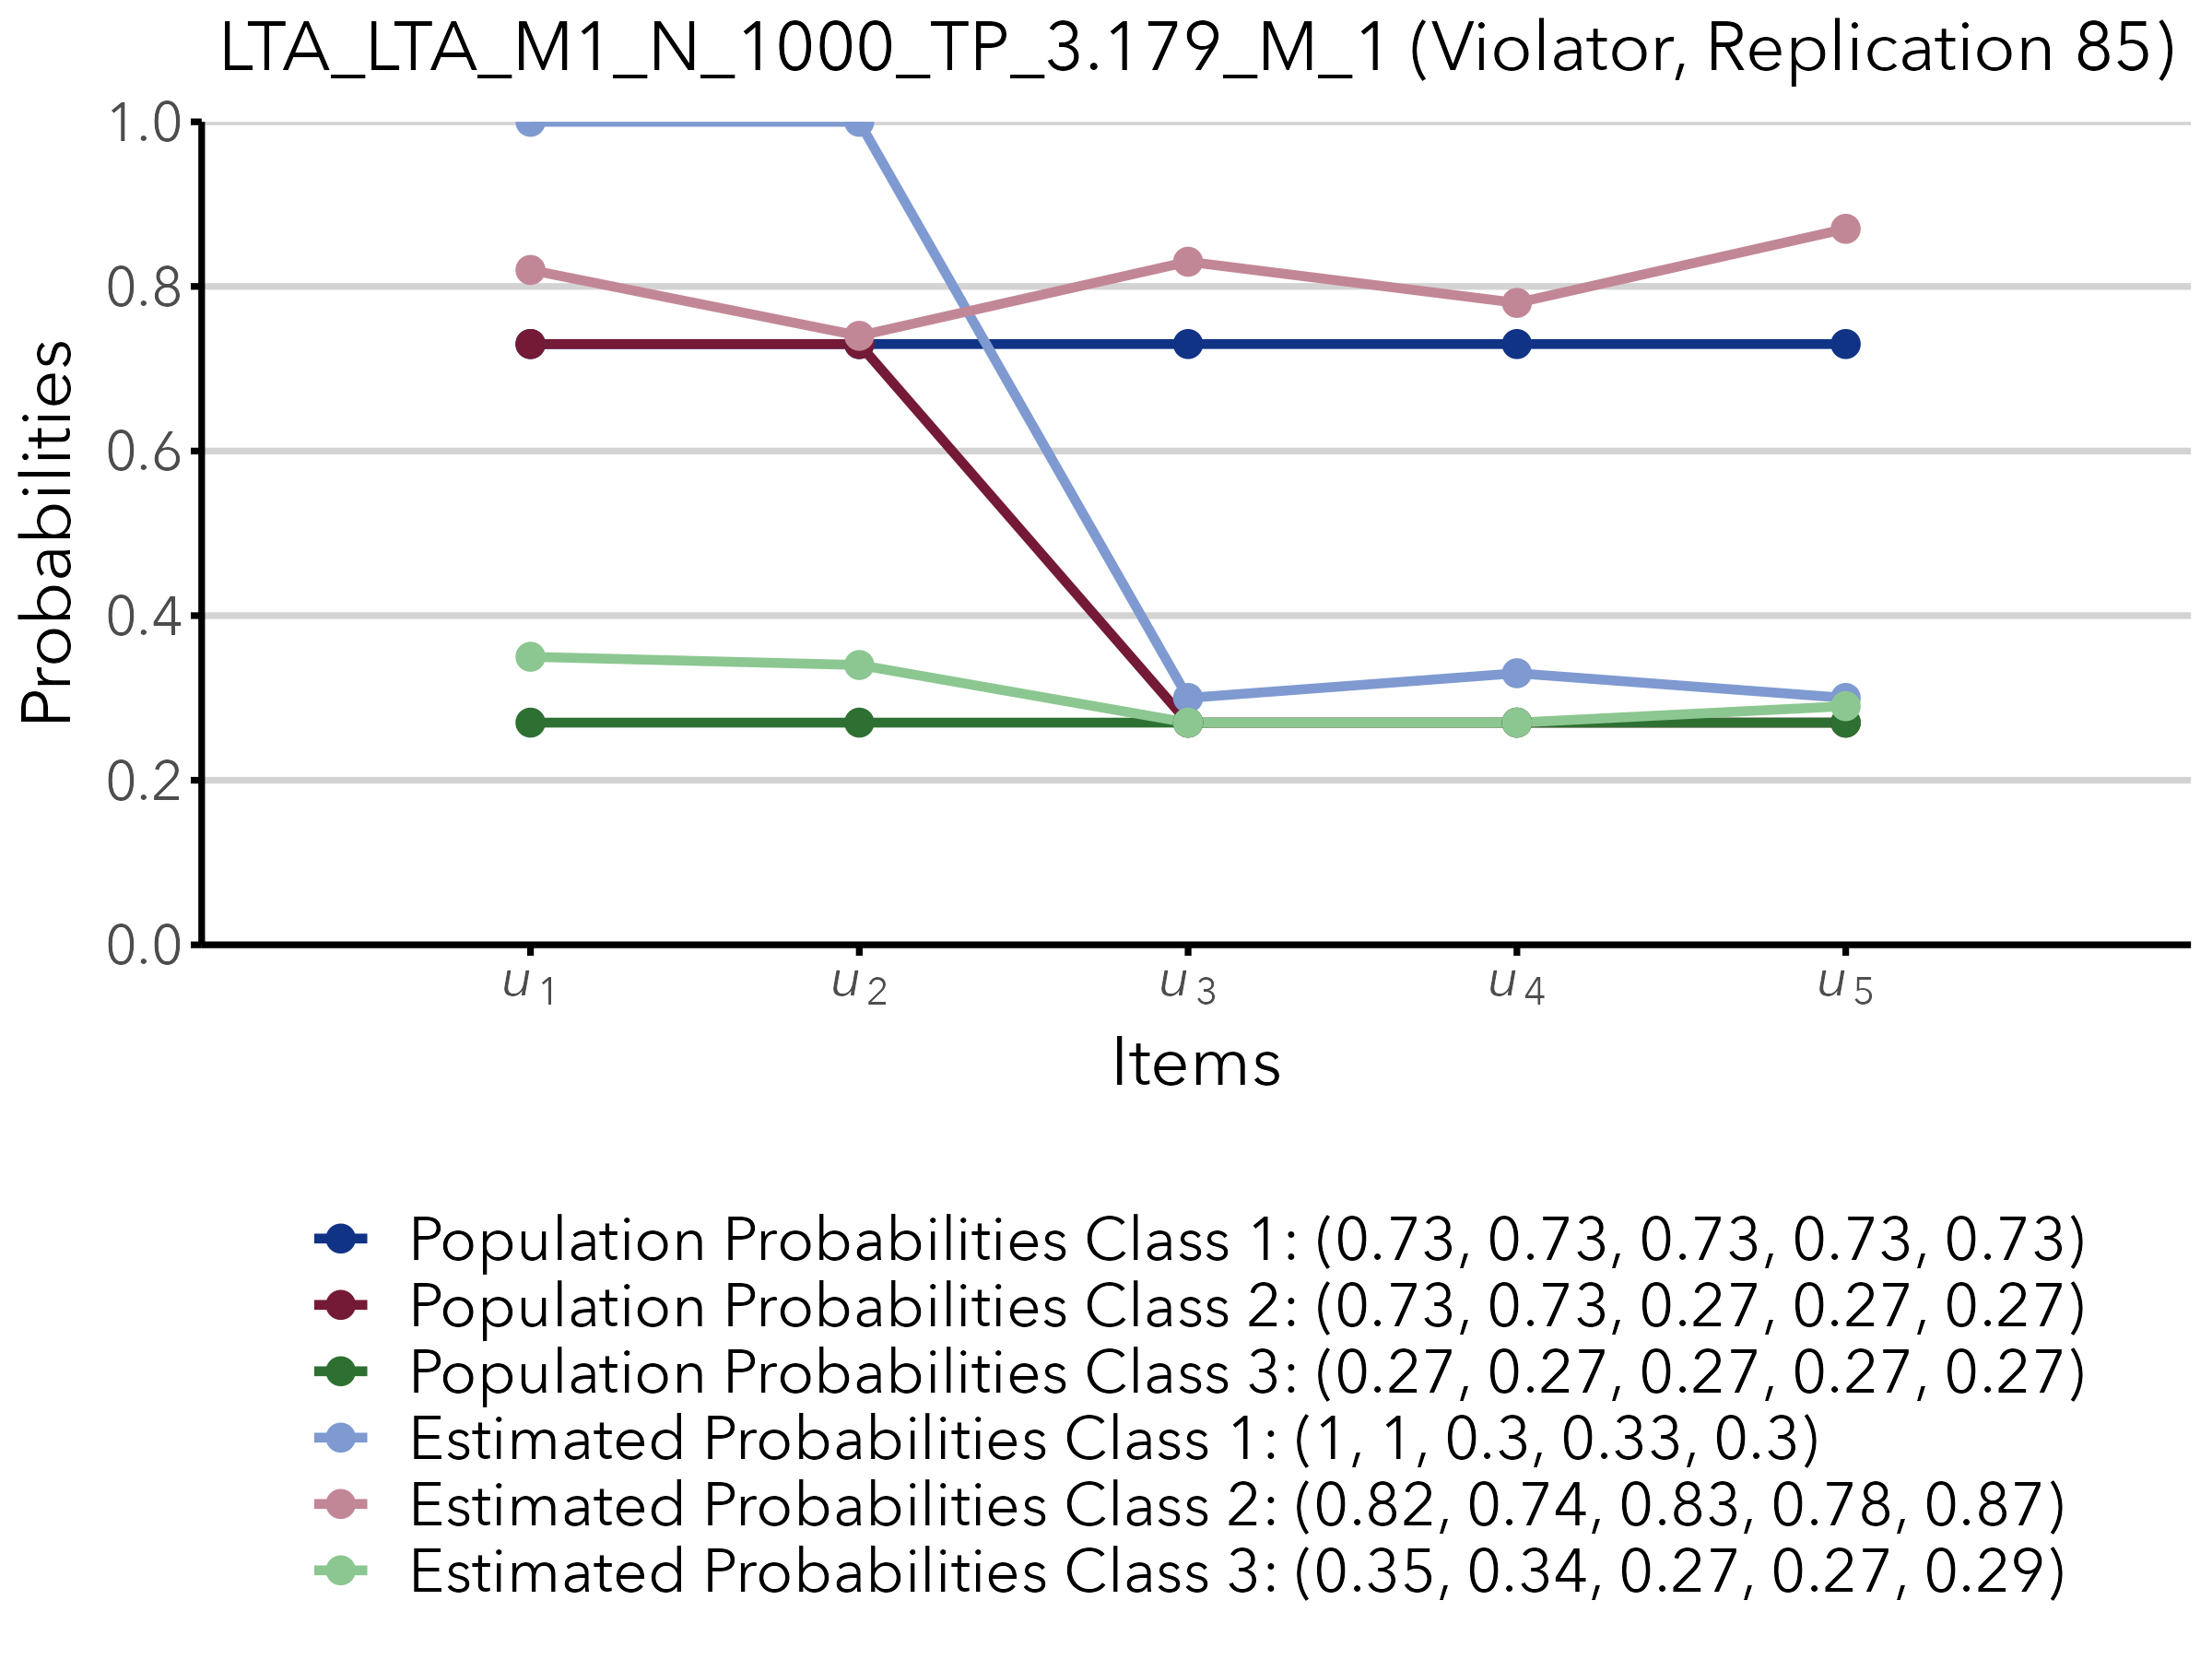 LTA_LTA_M1_N_1000_TP_3.179_M_1 (Violator, Replication 85)
1.0
0.8
0.6
0.4
0.2
0.0
Probabilities
u1
u2
u3
u4
u5
Items
Population Probabilities Class 1: (0.73, 0.73, 0.73, 0.73, 0.73)
Population Probabilities Class 2: (0.73, 0.73, 0.27, 0.27, 0.27)
Population Probabilities Class 3: (0.27, 0.27, 0.27, 0.27, 0.27)
Estimated Probabilities Class 1: (1, 1, 0.3, 0.33, 0.3)
Estimated Probabilities Class 2: (0.82, 0.74, 0.83, 0.78, 0.87)
Estimated Probabilities Class 3: (0.35, 0.34, 0.27, 0.27, 0.29)